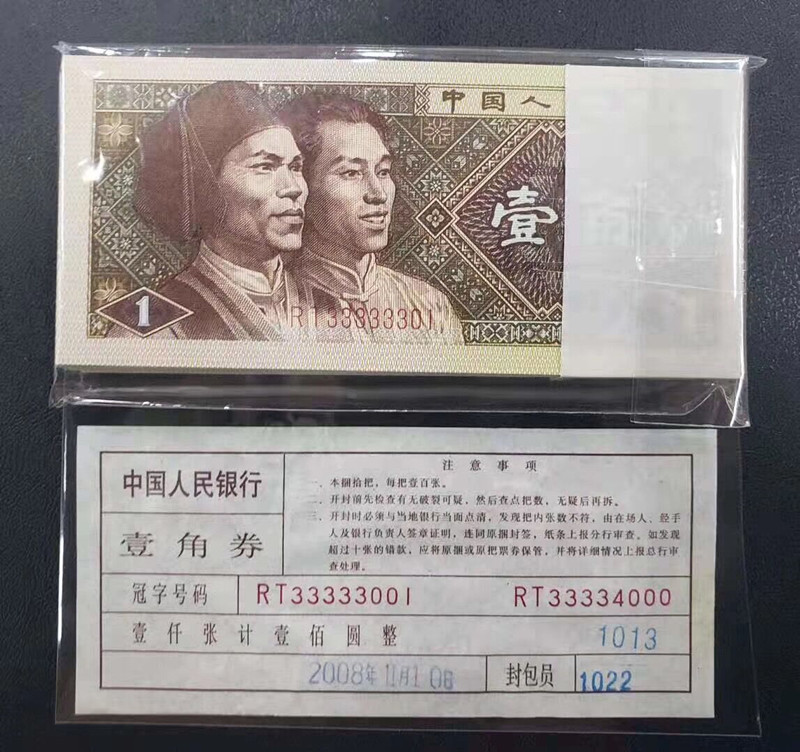 中国人
壹
1
RT33333301
中国人民银行
壹角券
注意事项
一、本捆拾把,每把壹百张。
二、开封前先检查有无破裂可疑,然后查点把数,无疑后再拆。
三、开封时必须与当地银行当面点清,发现把内张数不符,由在场人、经手
人及银行负责人签章证明,连同原捆封签,纸条上报分行审查。如发现
超过十张的错款,应将原捆或原把票券保管,并将详细情况上报总行审
查处理。
冠字号码 RT33333001 RT33334000
壹仟张计壹佰圆整 1013
2008年11月1 封包员 1022